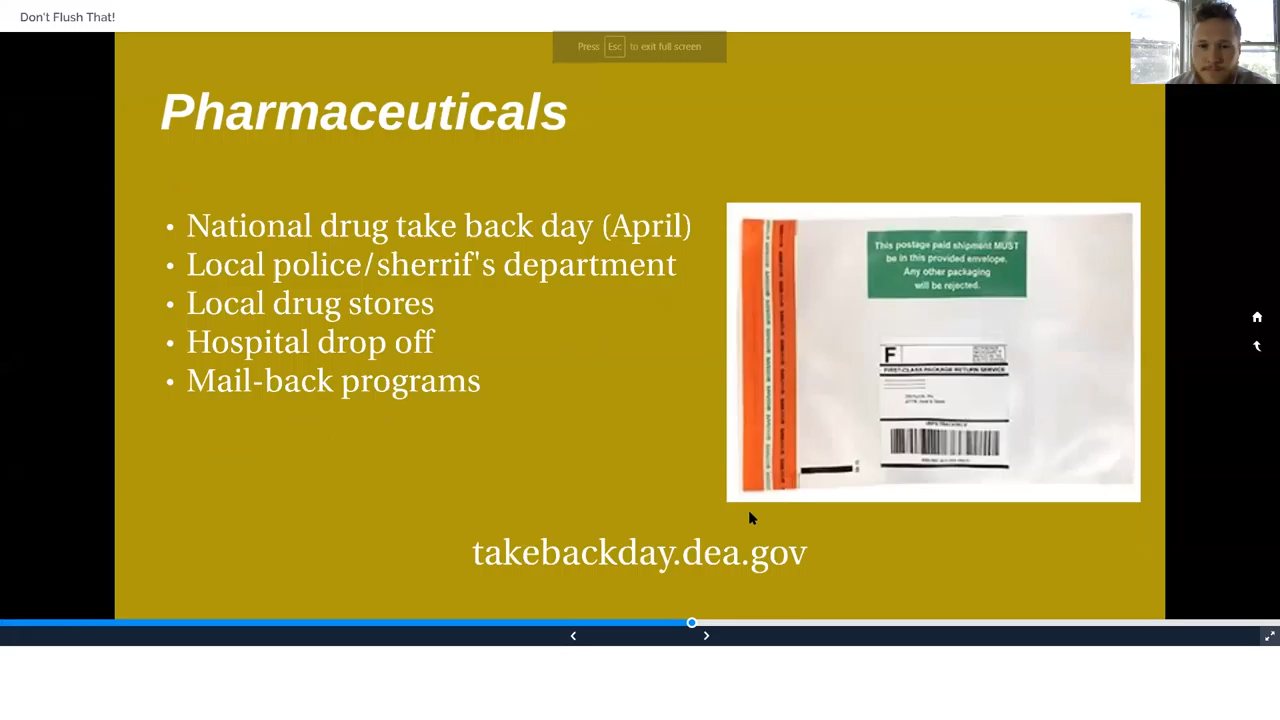 Don't Flush That!
Press Esc to exit full screen
Pharmaceuticals
• National drug take back day (April)
• Local police/sherrif's department
• Local drug stores
• Hospital drop off
• Mail-back programs
This postage paid shipment MUST
be in this provided envelope.
Any other packaging
will be rejected.
F
FIRST-CLASS PACKAGE RETURN SERVICE
takebackday.dea.gov